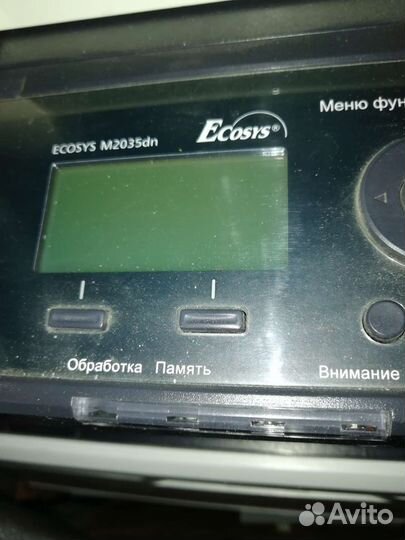 Меню фун
ECOSYS M2035dn
ECOSYS®
Обработка Память
Внимание
Avito